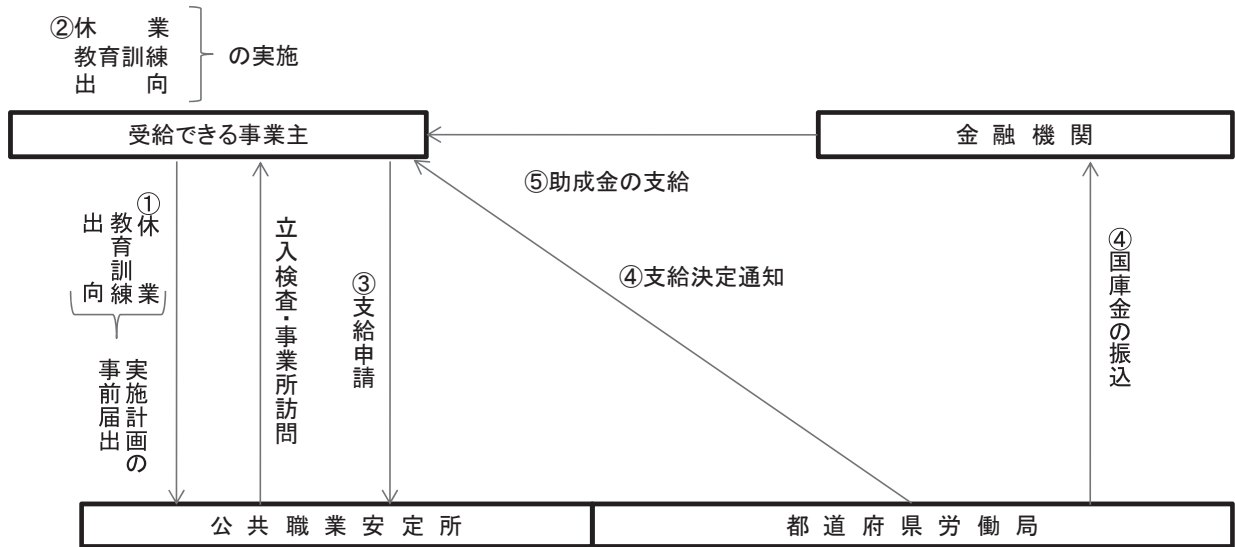 ②休業
教育訓練
出向
の実施
受給できる事業主
金融機関
⑤助成金の支給
①休業
教育訓練
出向
実施計画の
事前届出
立入検査・事業所訪問
③支給申請
④支給決定通知
④国庫金の振込
公共職業安定所
都道府県労働局